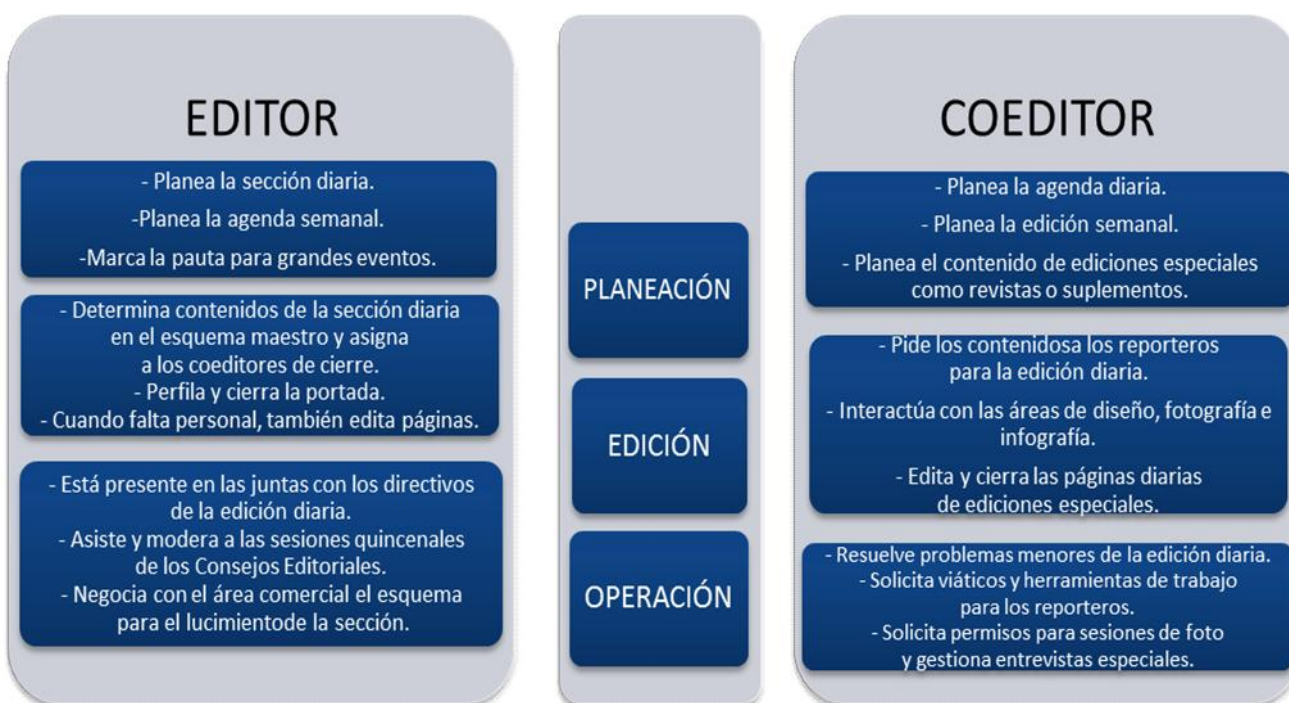 EDITOR
- Planea la sección diaria.
-Planea la agenda semanal.
-Marca la pauta para grandes eventos.
- Determina contenidos de la sección diaria
en el esquema maestro y asigna
a los coeditores de cierre.
- Perfila y cierra la portada.
- Cuando falta personal, también edita páginas.
- Está presente en las juntas con los directivos
de la edición diaria.
- Asiste y modera a las sesiones quincenales
de los Consejos Editoriales.
- Negocia con el área comercial el esquema
para el lucimientode la sección.
PLANEACIÓN
EDICIÓN
OPERACIÓN
COEDITOR
- Planea la agenda diaria.
- Planea la edición semanal.
- Planea el contenido de ediciones especiales
como revistas o suplementos.
- Pide los contenidosa los reporteros
para la edición diaria.
- Interactúa con las áreas de diseño, fotografía e
infografía.
- Edita y cierra las páginas diarias
de ediciones especiales.
- Resuelve problemas menores de la edición diaria.
- Solicita viáticos y herramientas de trabajo
para los reporteros.
- Solicita permisos para sesiones de foto
y gestiona entrevistas especiales.